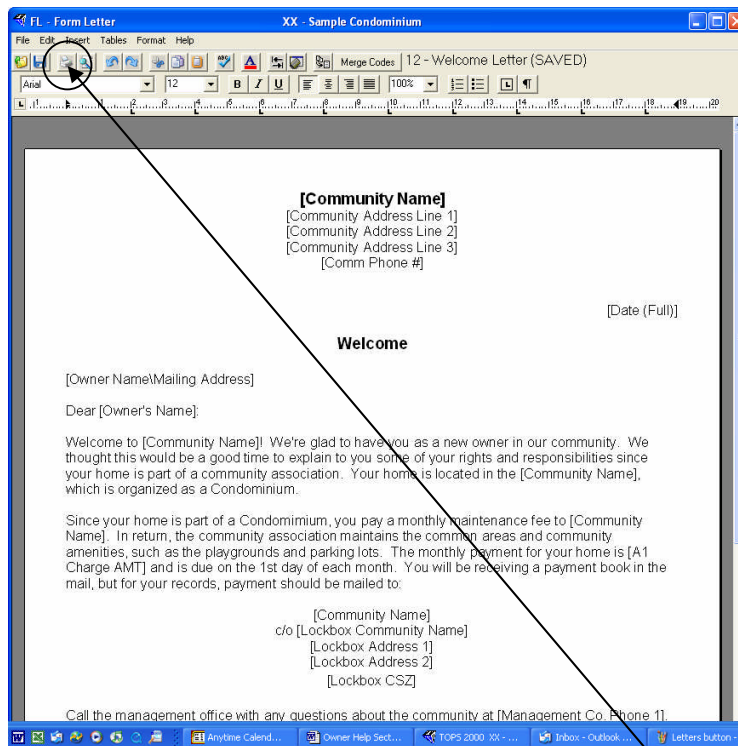 FL - Form Letter XX - Sample Condominium
File Edit Insert Tables Format Help
Merge Codes 12 - Welcome Letter (SAVED)
Arial 12 B I U 100%
[Community Name]
[Community Address Line 1]
[Community Address Line 2]
[Community Address Line 3]
[Comm Phone #]
[Date (Full)]
Welcome
[Owner Name\Mailing Address]
Dear [Owner's Name]:
Welcome to [Community Name]! We're glad to have you as a new owner in our community. We
thought this would be a good time to explain to you some of your rights and responsibilities since
your home is part of a community association. Your home is located in the [Community Name],
which is organized as a Condominium.
Since your home is part of a Condomimium, you pay a monthly maintenance fee to [Community
Name]. In return, the community association maintains the common areas and community
amenities, such as the playgrounds and parking lots. The monthly payment for your home is [A1
Charge AMT] and is due on the 1st day of each month. You will be receiving a payment book in the
mail, but for your records, payment should be mailed to:
[Community Name]
c/o [Lockbox Community Name]
[Lockbox Address 1]
[Lockbox Address 2]
[Lockbox CSZ]
Call the management office with any questions about the community at [Management Co. Phone 1].
Anytime Calend... Owner Help Sect... TOPS 2000 XX - ... Inbox - Outlook ... Letters button -